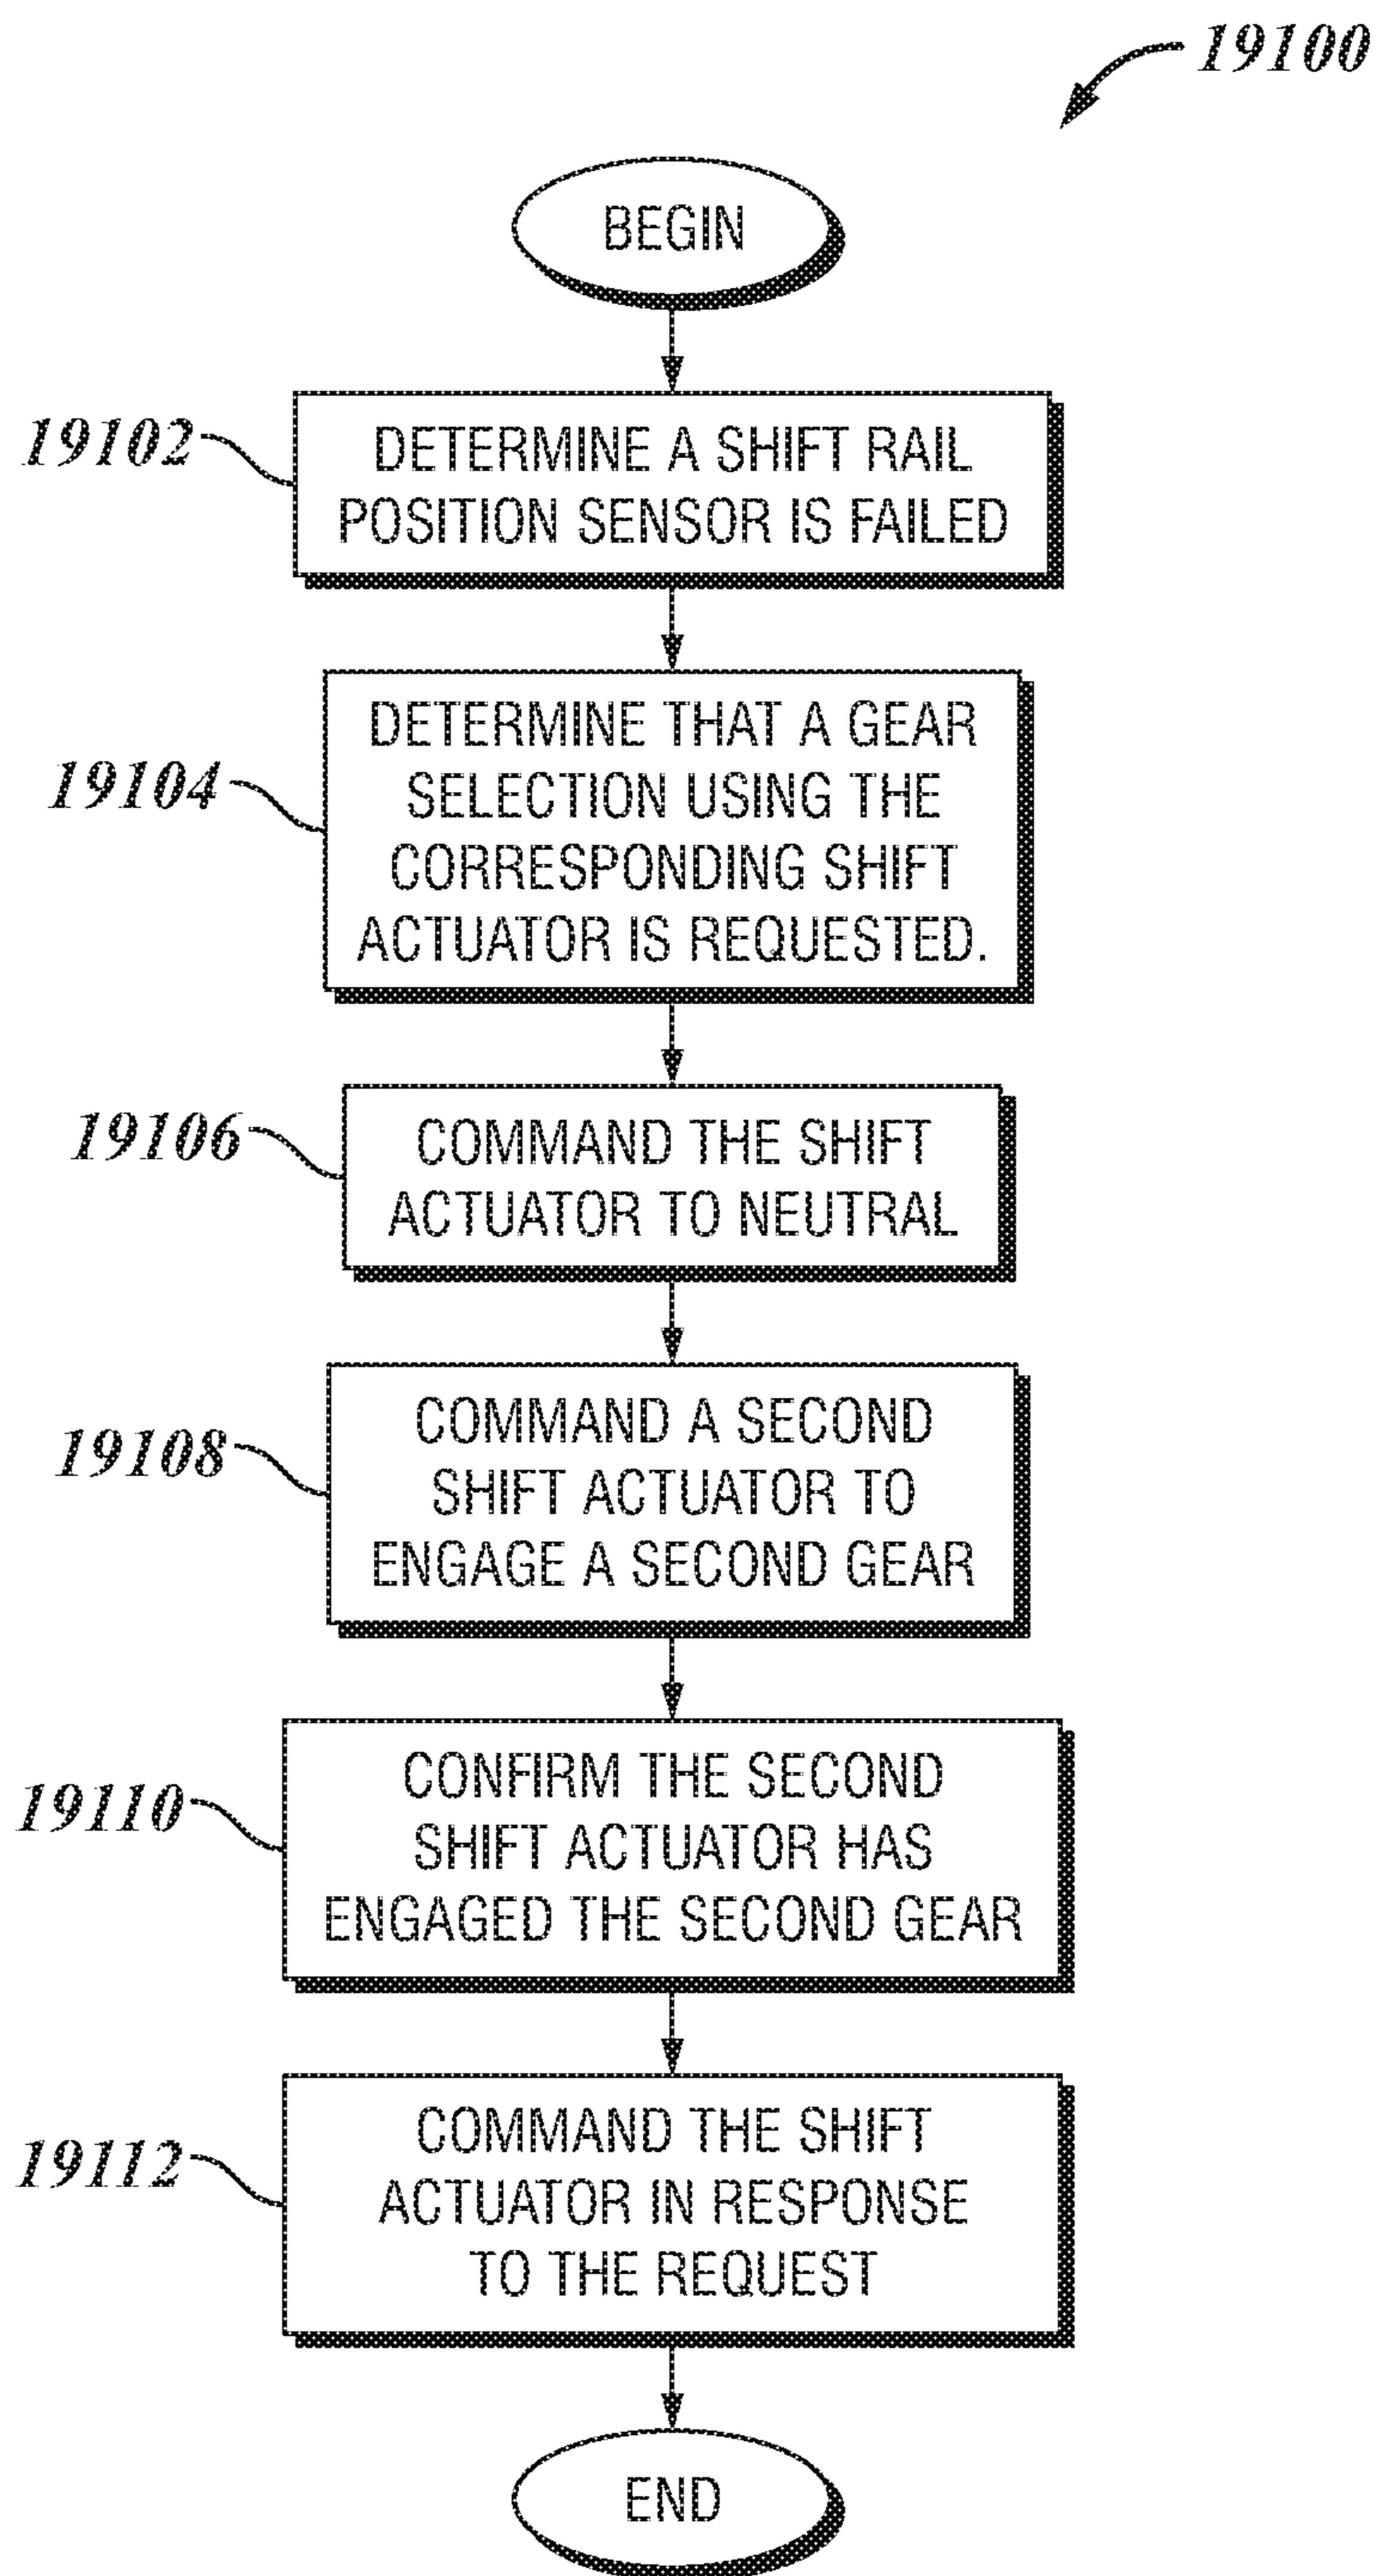 19100
BEGIN
19102
DETERMINE A SHIFT RAIL
POSITION SENSOR IS FAILED
19104
DETERMINE THAT A GEAR
SELECTION USING THE
CORRESPONDING SHIFT
ACTUATOR IS REQUESTED.
19106
COMMAND THE SHIFT
ACTUATOR TO NEUTRAL
19108
COMMAND A SECOND
SHIFT ACTUATOR TO
ENGAGE A SECOND GEAR
19110
CONFIRM THE SECOND
SHIFT ACTUATOR HAS
ENGAGED THE SECOND GEAR
19112
COMMAND THE SHIFT
ACTUATOR IN RESPONSE
TO THE REQUEST
END